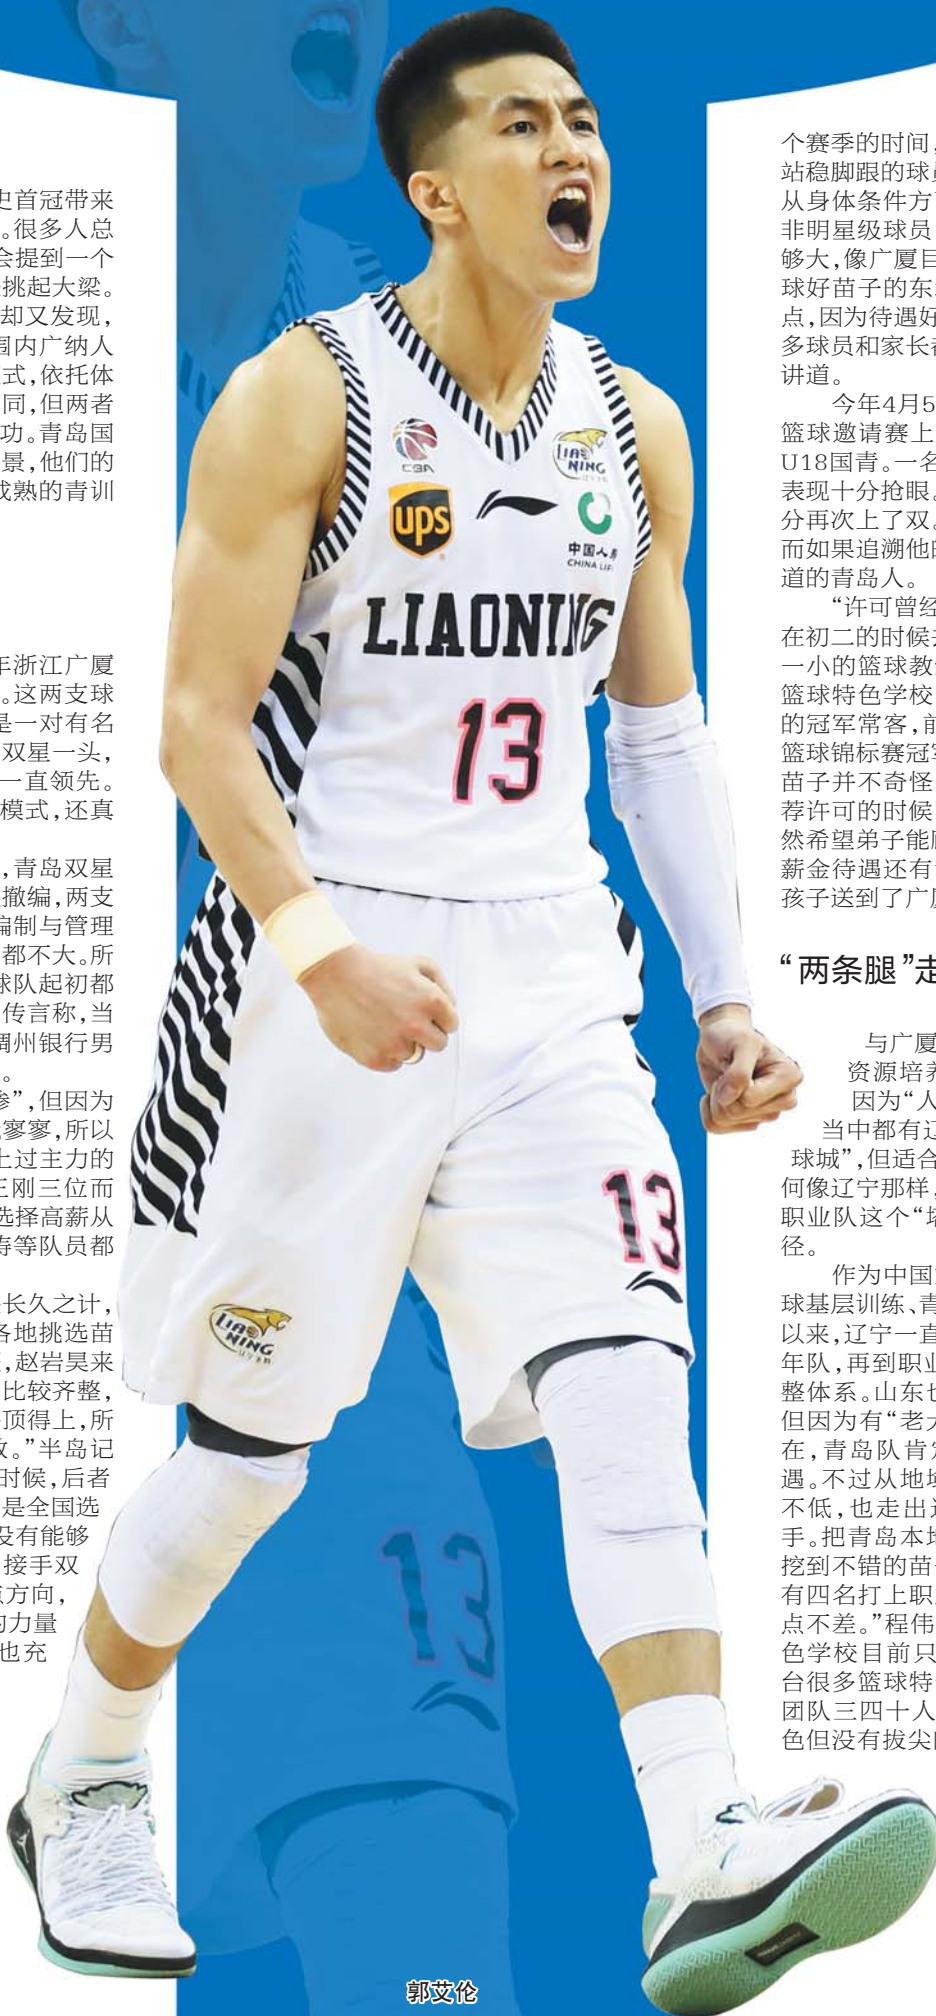 史首冠带来
。很多人总
会提到一个
挑起大梁。
却又发现，
围内广纳人
式，依托体
同，但两者
功。青岛国
景，他们的
成熟的青训
年浙江广厦
。这两支球
是一对有名
双星一头，
一直领先。
模式，还真
，青岛双星
撤编，两支
编制与管理
都不大。所
球队起初都
传言称，当
稠州银行男
。
惨”，但因为
寥寥，所以
上过主力的
王刚三位而
选择高薪从
涛等队员都
长久之计，
各地挑选苗
，赵岩昊来
比较齐整，
顶得上，所
效。”半岛记
时候，后者
是全国选
没有能够
接手双
点方向，
的力量
也充
CBA
LIAO
NING
ups
中国人寿
CHINA LIFE
LIAONING
13
13
LIAO
NING
13
郭艾伦
个赛季的时间，
站稳脚跟的球员
从身体条件方
非明星级球员
够大，像广厦目
球好苗子的东
点，因为待遇好
多球员和家长都
讲道。
今年4月5
篮球邀请赛上
U18国青。一名
表现十分抢眼。
分再次上了双。
而如果追溯他的
道的青岛人。
“许可曾经
在初二的时候
一小的篮球教
篮球特色学校
的冠军常客，前
篮球锦标赛冠军
苗子并不奇怪
荐许可的时候
然希望弟子能
薪金待遇还有
孩子送到了广厦
“两条腿”走
与广厦
资源培养
因为“人
当中都有辽
球城”，但适合
何像辽宁那样，
职业队这个“塔
径。
作为中国
球基层训练、青
以来，辽宁一直
年队，再到职业
整体系。山东也
但因为有“老大
在，青岛队肯定
遇。不过从地域
不低，也走出过
手。把青岛本地
挖到不错的苗子
有四名打上职业
点不差。”程伟
色学校目前只
台很多篮球特
团队三四十人
色但没有拔尖的